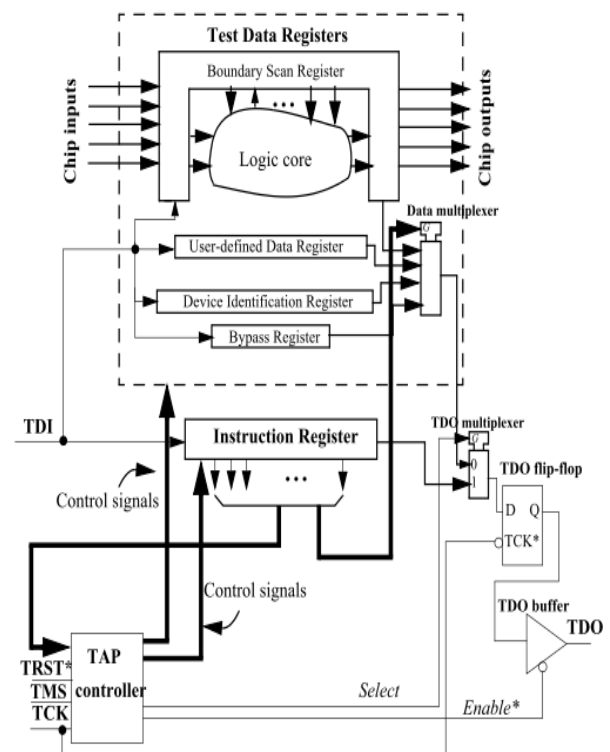 Test Data Registers
Boundary Scan Register
Chip inputs
Logic core
Chip outputs
Data multiplexer
G
User-defined Data Register
Device Identification Register
Bypass Register
TDI
Instruction Register
TDO multiplexer
G
0
1
TDO flip-flop
Control signals
D Q
TCK*
Control signals
TDO buffer
TDO
TAP
controller
TRST*
TMS
TCK
Select
Enable*